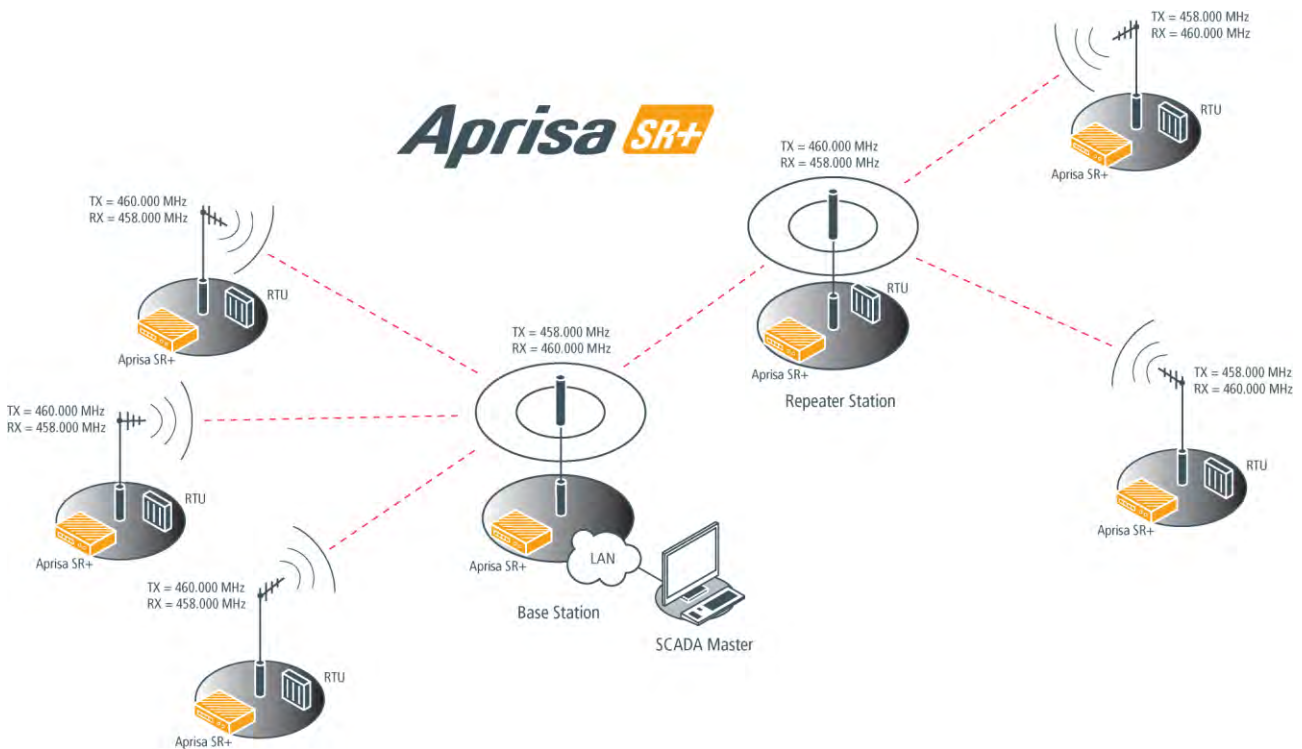 TX = 458.000 MHz
RX = 460.000 MHz
RTU
Aprisa SR+
Aprisa SR+
TX = 460.000 MHz
RX = 458.000 MHz
RTU
Aprisa SR+
Repeater Station
TX = 460.000 MHz
RX = 458.000 MHz
RTU
Aprisa SR+
TX = 458.000 MHz
RX = 460.000 MHz
Aprisa SR+
LAN
Base Station
SCADA Master
TX = 458.000 MHz
RX = 460.000 MHz
RTU
Aprisa SR+
TX = 460.000 MHz
RX = 458.000 MHz
RTU
Aprisa SR+
TX = 460.000 MHz
RX = 458.000 MHz
RTU
Aprisa SR+